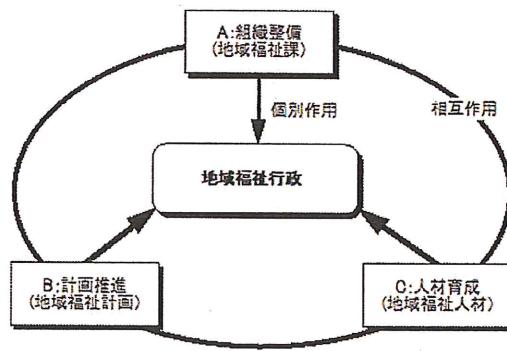 A:組織整備
(地域福祉課)
個別作用
相互作用
地域福祉行政
B:計画推進
(地域福祉計画)
C:人材育成
(地域福祉人材)